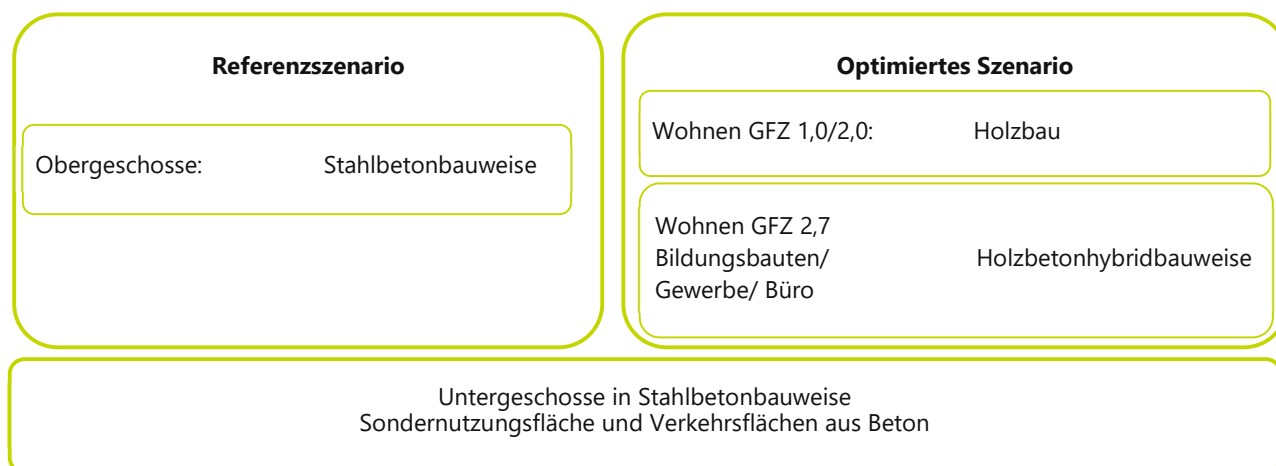 Referenzszenario
Obergeschosse: Stahlbetonbauweise
Optimiertes Szenario
Wohnen GFZ 1,0/2,0: Holzbau
Wohnen GFZ 2,7
Bildungsbauten/ Holzbetonhybridbauweise
Gewerbe/ Büro
Untergeschosse in Stahlbetonbauweise
Sondernutzungsfläche und Verkehrsflächen aus Beton